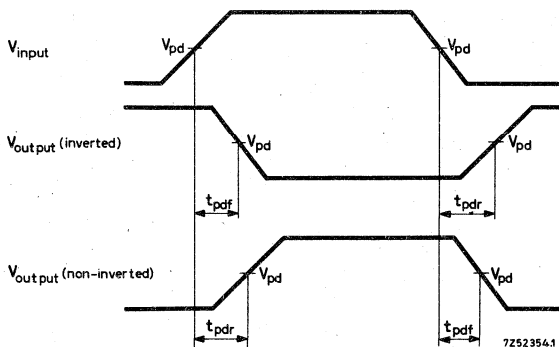 Vpd
Vpd
Vinput
Voutput (inverted)
Vpd
Vpd
tpdf
tpdr
Voutput (non-inverted)
Vpd
Vpd
tpdr
tpdf
7Z52354.1